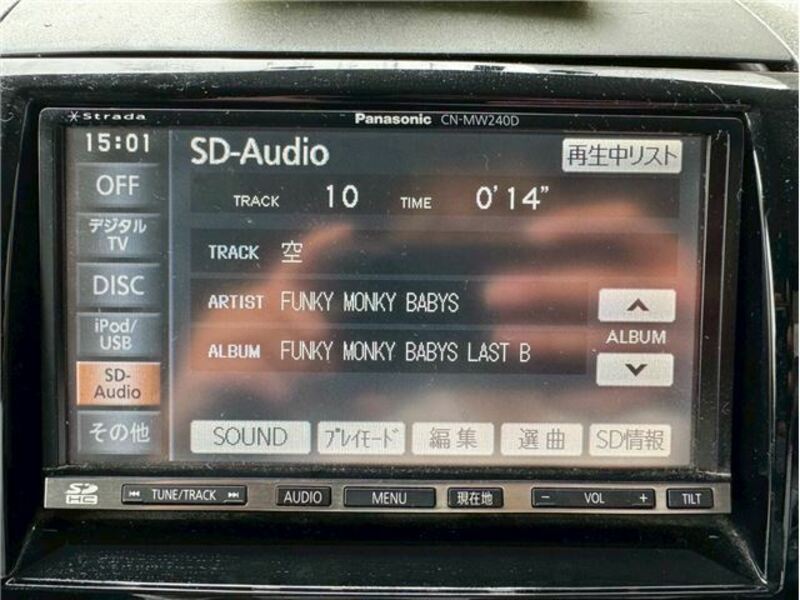 Strada
Panasonic CN-MW240D
15:01
SD-Audio
再生中リスト
OFF
TRACK 10 TIME 0'14"
デジタル
TV
TRACK 空
DISC
ARTIST FUNKY MONKY BABYS
iPod/
USB
ALBUM
ALBUM FUNKY MONKY BABYS LAST B
SD-
Audio
その他
SOUND プレイモード 編集 選曲 SD情報
SD HC TUNE/TRACK AUDIO MENU 現在地 − VOL + TILT